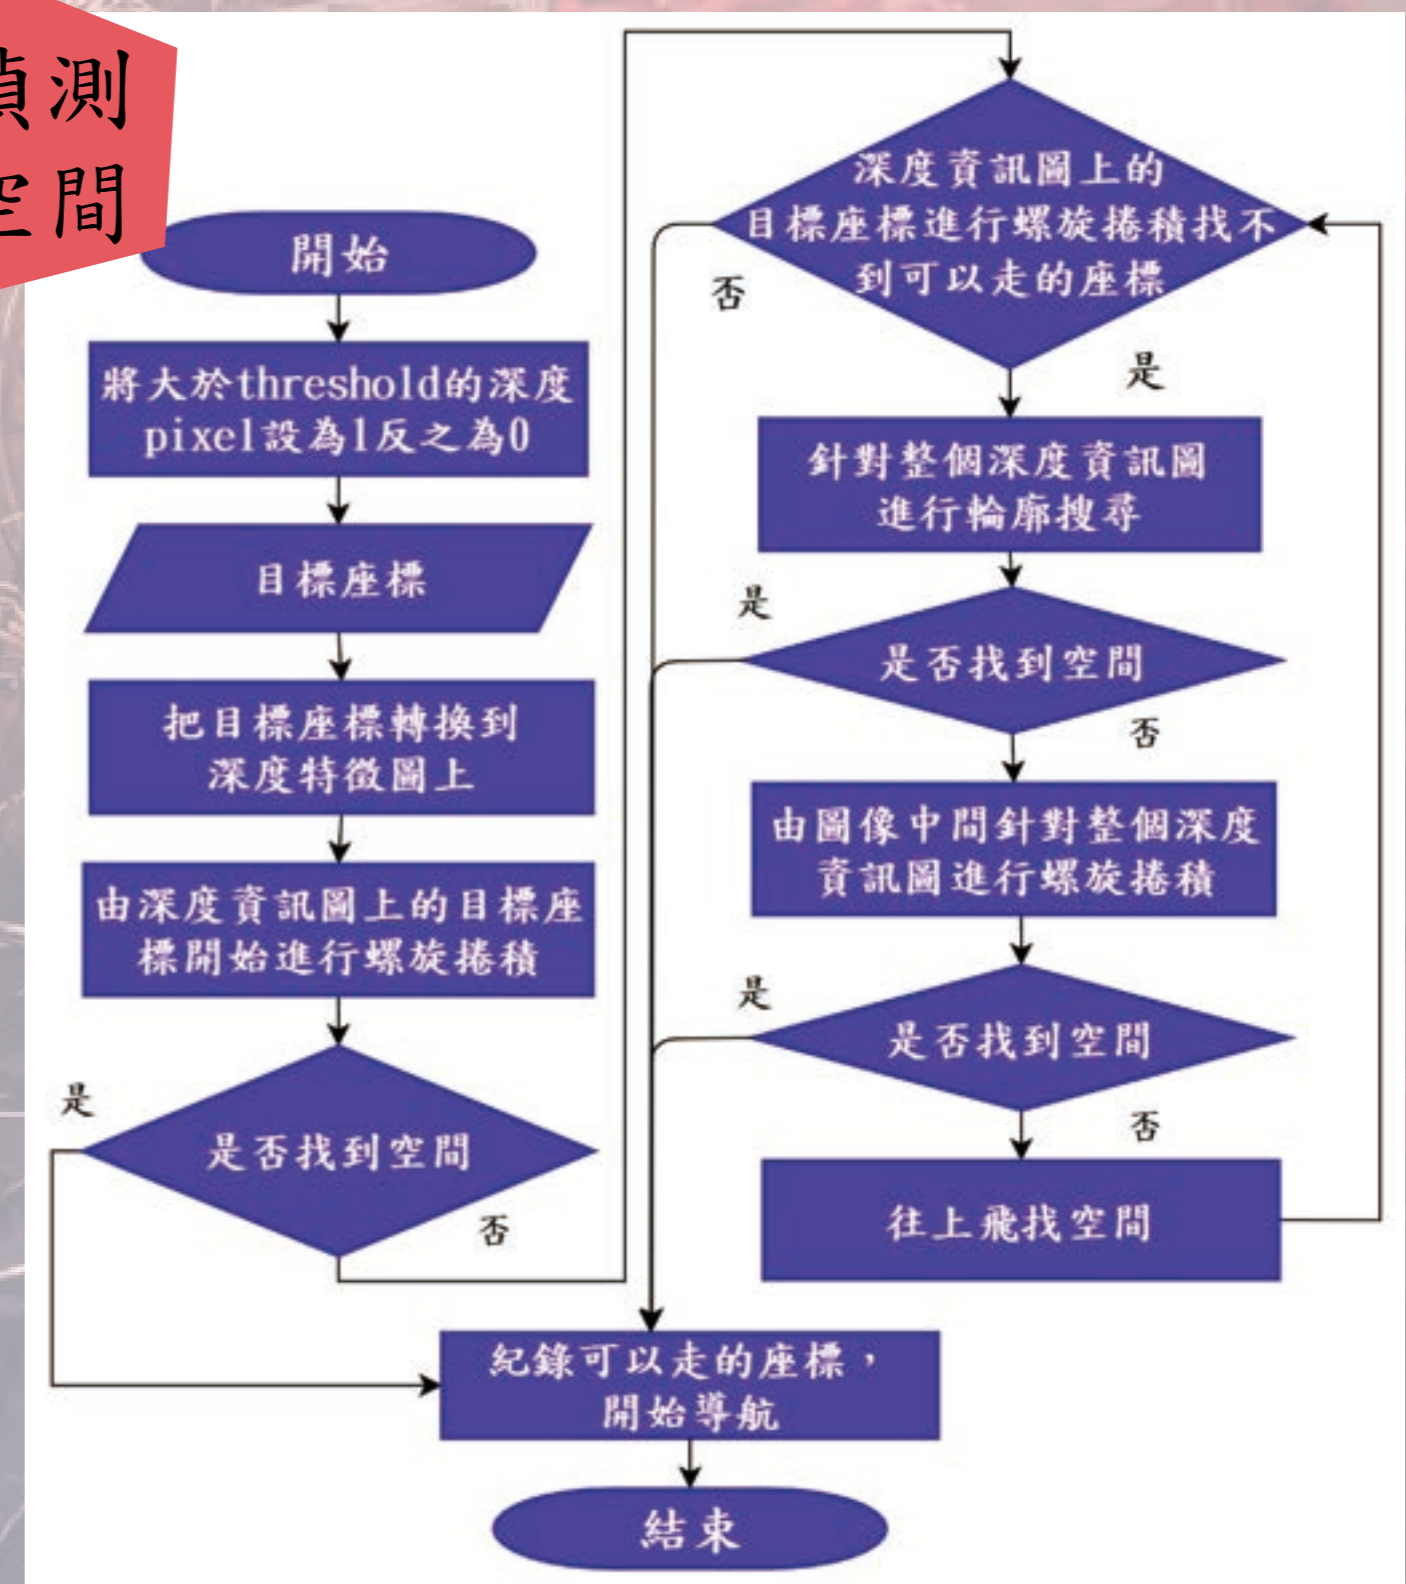 偵測
空間
開始
將大於threshold的深度
pixel設為1反之為0
目標座標
把目標座標轉換到
深度特徵圖上
由深度資訊圖上的目標座
標開始進行螺旋捲積
是否找到空間
是
否
深度資訊圖上的
目標座標進行螺旋捲積找不
到可以走的座標
否
是
針對整個深度資訊圖
進行輪廓搜尋
是否找到空間
是
否
由圖像中間針對整個深度
資訊圖進行螺旋捲積
是否找到空間
是
否
往上飛找空間
紀錄可以走的座標，
開始導航
結束